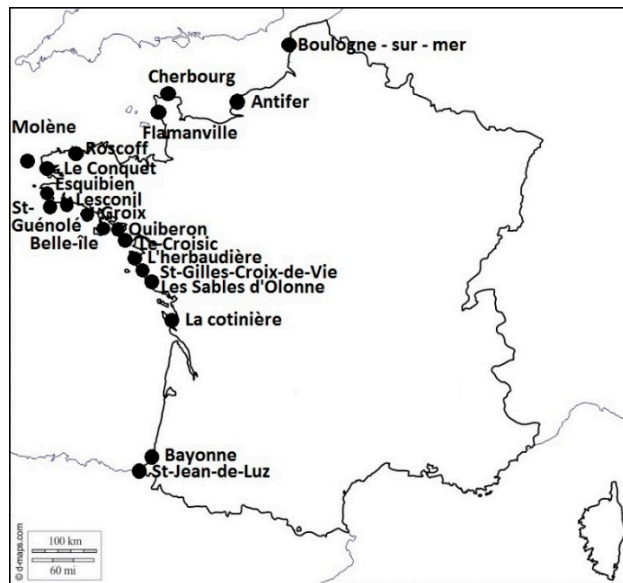 Boulogne - sur - mer
Cherbourg
Antifer
Flamanville
Molène
Roscoff
Le Conquet
Esquibien
Lesconil
St-
Guénolé
Groix
Belle-île
Quiberon
Le-Croisic
L'herbaudière
St-Gilles-Croix-de-Vie
Les Sables d'Olonne
La cotinière
Bayonne
St-Jean-de-Luz
100 km
60 mi
© d-maps.com